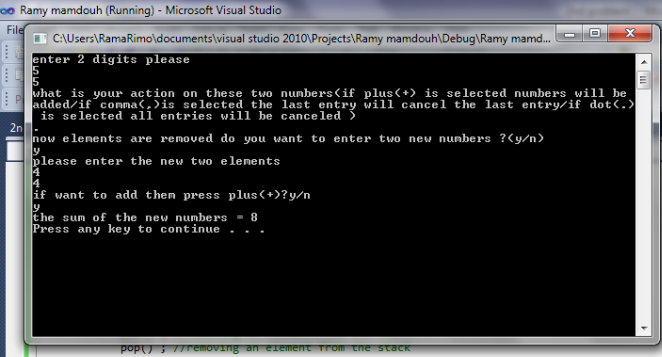 Ramy mamdouh (Running) - Microsoft Visual Studio
File
C:\Users\RamaRimo\documents\visual studio 2010\Projects\Ramy mamdouh\Debug\Ramy mamd...
enter 2 digits please
5
5
what is your action on these two numbers(if plus(+) is selected numbers will be
added/if comma(,)is selected the last entry will cancel the last entry/if dot(.)
is selected all entries will be canceled )
.
now elements are removed do you want to enter two new numbers ?(y/n)
y
please enter the new two elements
4
4
if want to add them press plus(+)?y/n
y
the sum of the new numbers = 8
Press any key to continue . . .
pop() ; //removing an element from the stack